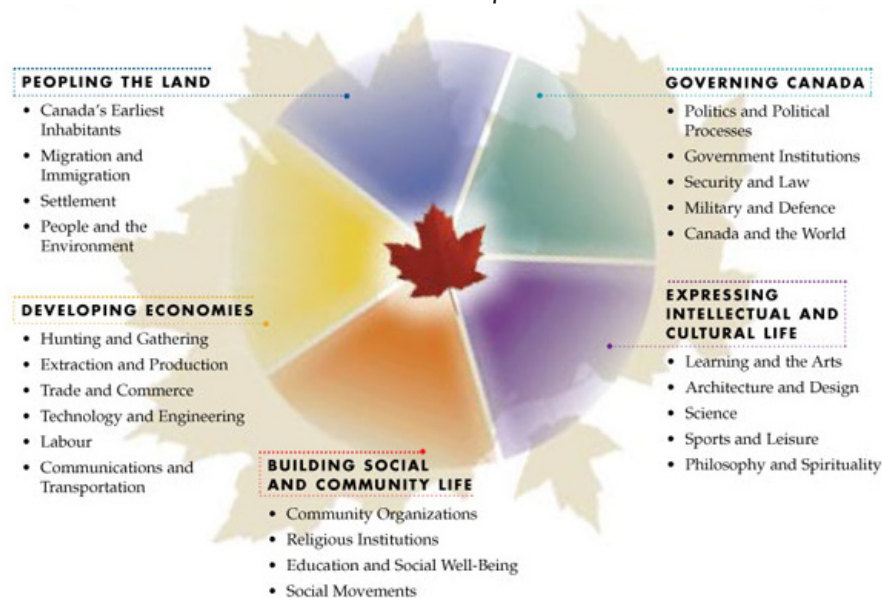 PEOPLING THE LAND
• Canada's Earliest
Inhabitants
• Migration and
Immigration
• Settlement
• People and the
Environment
GOVERNING CANADA
• Politics and Political
Processes
• Government Institutions
• Security and Law
• Military and Defence
• Canada and the World
DEVELOPING ECONOMIES
• Hunting and Gathering
• Extraction and Production
• Trade and Commerce
• Technology and Engineering
• Labour
• Communications and
Transportation
EXPRESSING
INTELLECTUAL AND
CULTURAL LIFE
• Learning and the Arts
• Architecture and Design
• Science
• Sports and Leisure
• Philosophy and Spirituality
BUILDING SOCIAL
AND COMMUNITY LIFE
• Community Organizations
• Religious Institutions
• Education and Social Well-Being
• Social Movements